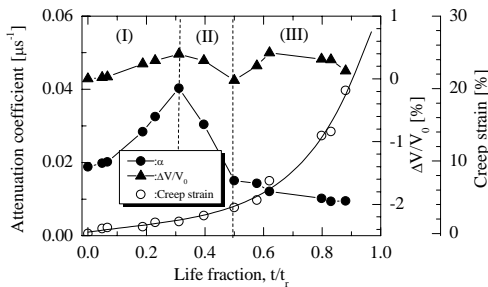 (I) (II) (III)
Attenuation coefficient [μs⁻¹]
0.06
0.04
0.02
0.00
:α
:ΔV/V₀
:Creep strain
0.0 0.2 0.4 0.6 0.8 1.0
Life fraction, t/tᵣ
1
0
-1
-2
ΔV/V₀ [%]
30
20
10
0
Creep strain [%]